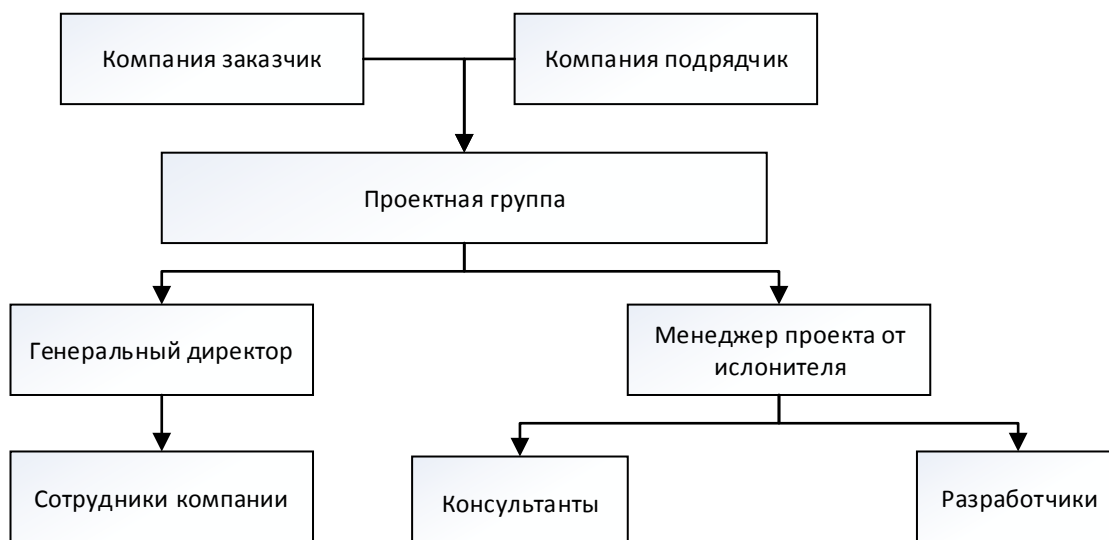 Компания заказчик
Компания подрядчик
Проектная группа
Генеральный директор
Менеджер проекта от
ислонителя
Сотрудники компании
Консультанты
Разработчики